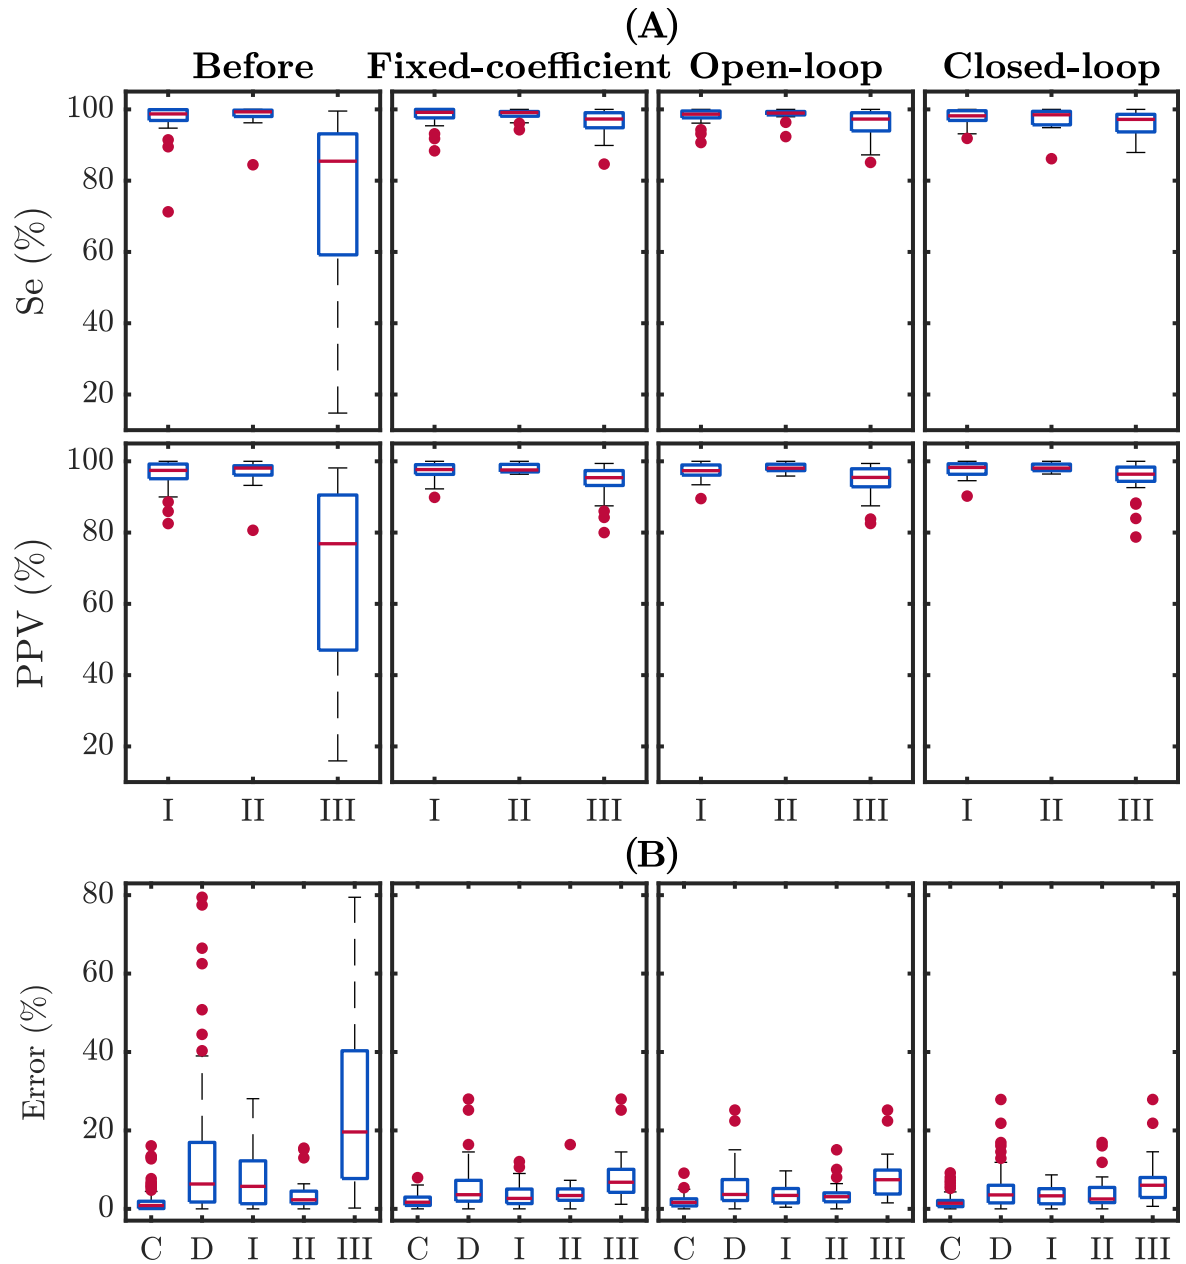 (A)
Before Fixed-coefficient Open-loop Closed-loop
Se (%)
100
80
60
40
20
PPV (%)
100
80
60
40
20
I II III I II III I II III I II III
(B)
Error (%)
80
60
40
20
0
C D I II III C D I II III C D I II III C D I II III